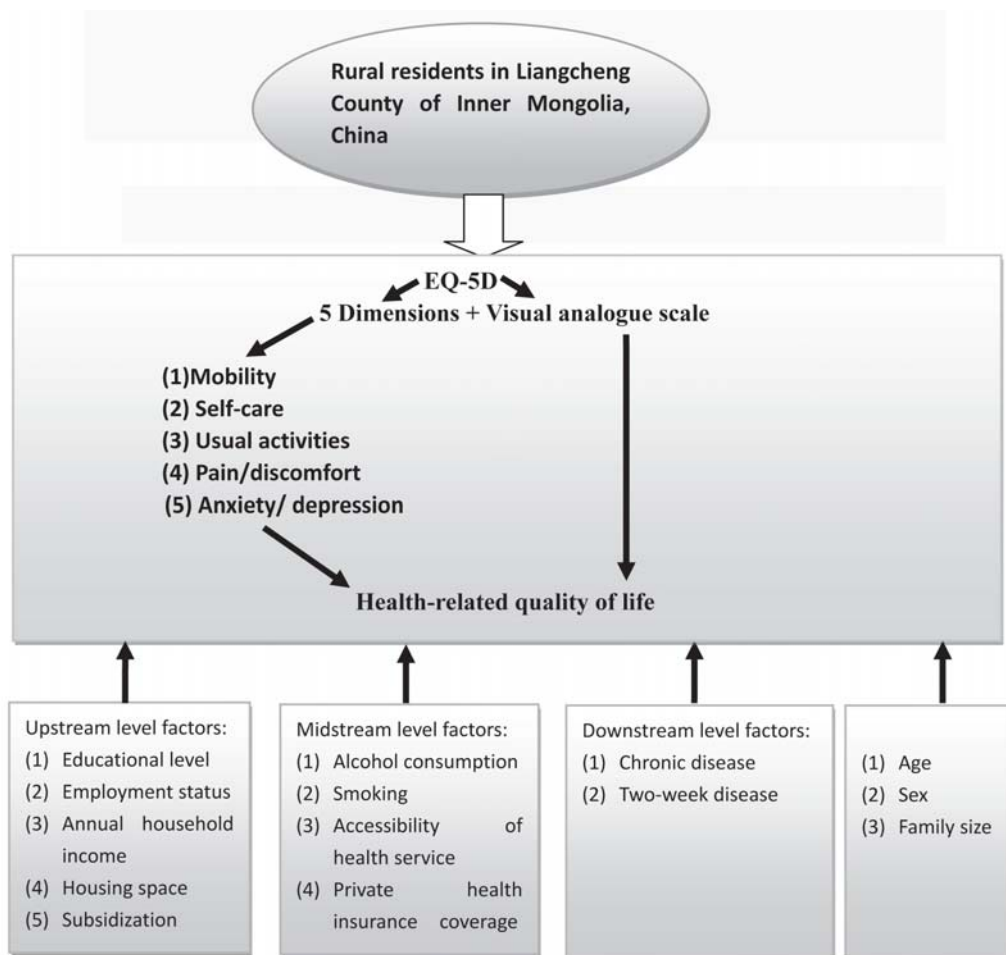 Rural residents in Liangcheng
County of Inner Mongolia,
China
EQ-5D
5 Dimensions + Visual analogue scale
(1)Mobility
(2) Self-care
(3) Usual activities
(4) Pain/discomfort
(5) Anxiety/ depression
Health-related quality of life
Upstream level factors:
(1) Educational level
(2) Employment status
(3) Annual household
income
(4) Housing space
(5) Subsidization
Midstream level factors:
(1) Alcohol consumption
(2) Smoking
(3) Accessibility of
health service
(4) Private health
insurance coverage
Downstream level factors:
(1) Chronic disease
(2) Two-week disease
(1) Age
(2) Sex
(3) Family size